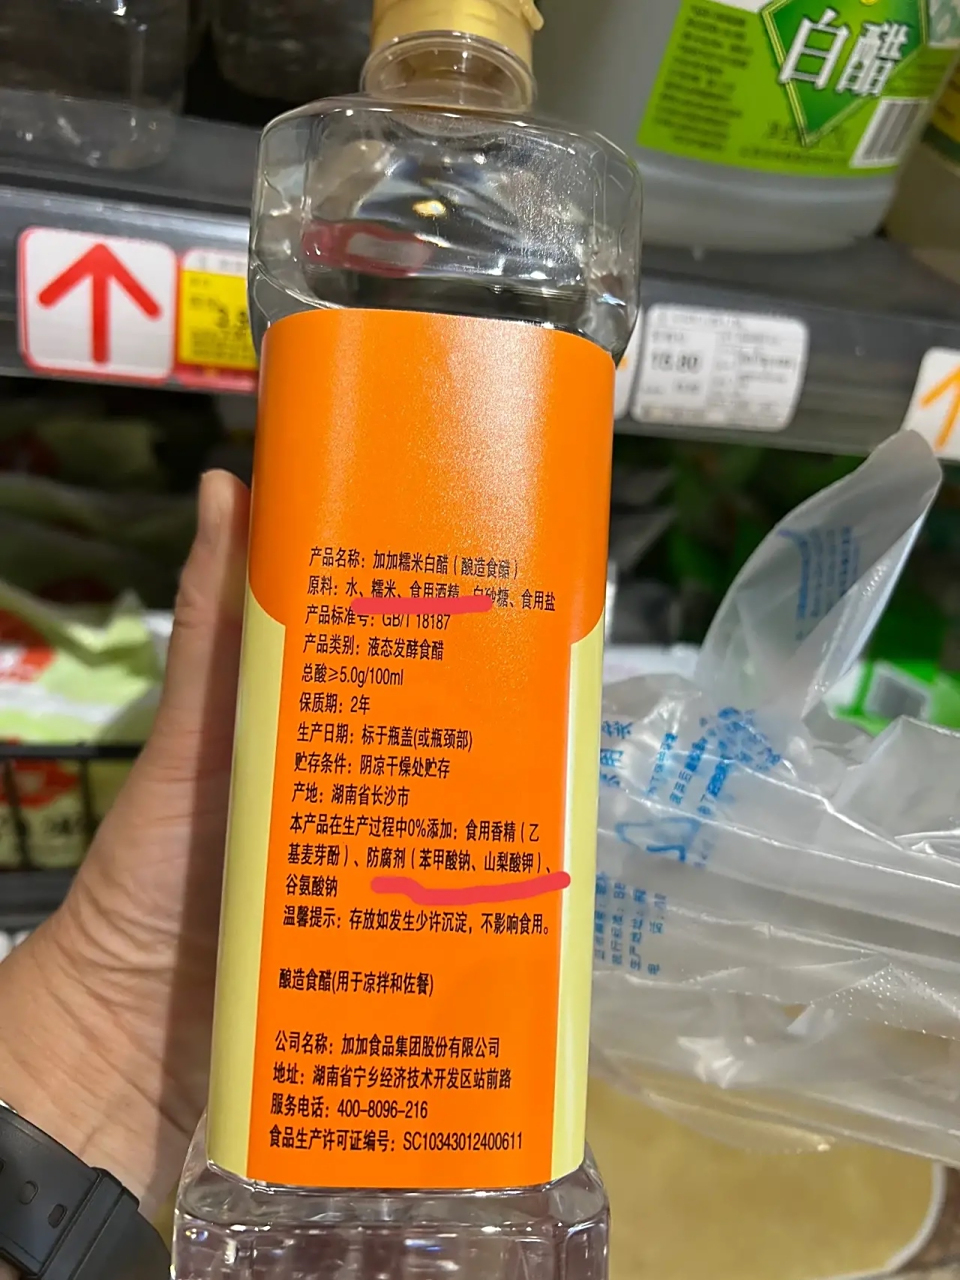 白醋
产品名称：加加糯米白醋（酿造食醋）
原料：水、糯米、食用酒精、白砂糖、食用盐
产品标准号：GB/T 18187
产品类别：液态发酵食醋
总酸≥5.0g/100ml
保质期：2年
生产日期：标于瓶盖(或瓶颈部)
贮存条件：阴凉干燥处贮存
产地：湖南省长沙市
本产品在生产过程中0%添加：食用香精（乙
基麦芽酚）、防腐剂（苯甲酸钠、山梨酸钾）、
谷氨酸钠
温馨提示：存放如发生少许沉淀，不影响食用。
酿造食醋(用于凉拌和佐餐)
公司名称：加加食品集团股份有限公司
地址：湖南省宁乡经济技术开发区站前路
服务电话：400-8096-216
食品生产许可证编号：SC10343012400611